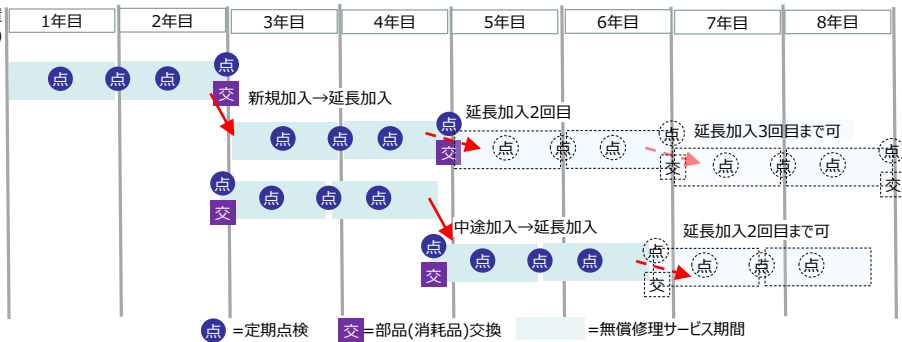 1年目 2年目 3年目 4年目 5年目 6年目 7年目 8年目
点 点 点 点
交
新規加入→延長加入
点 点 点 点
交
延長加入2回目
点 点 点 点
交
延長加入3回目まで可
点 点 点 点
交
点 点 点 点
交
中途加入→延長加入
点 点 点 点
交
延長加入2回目まで可
点 点 点 点
交
点 =定期点検 交 =部品(消耗品)交換 =無償修理サービス期間